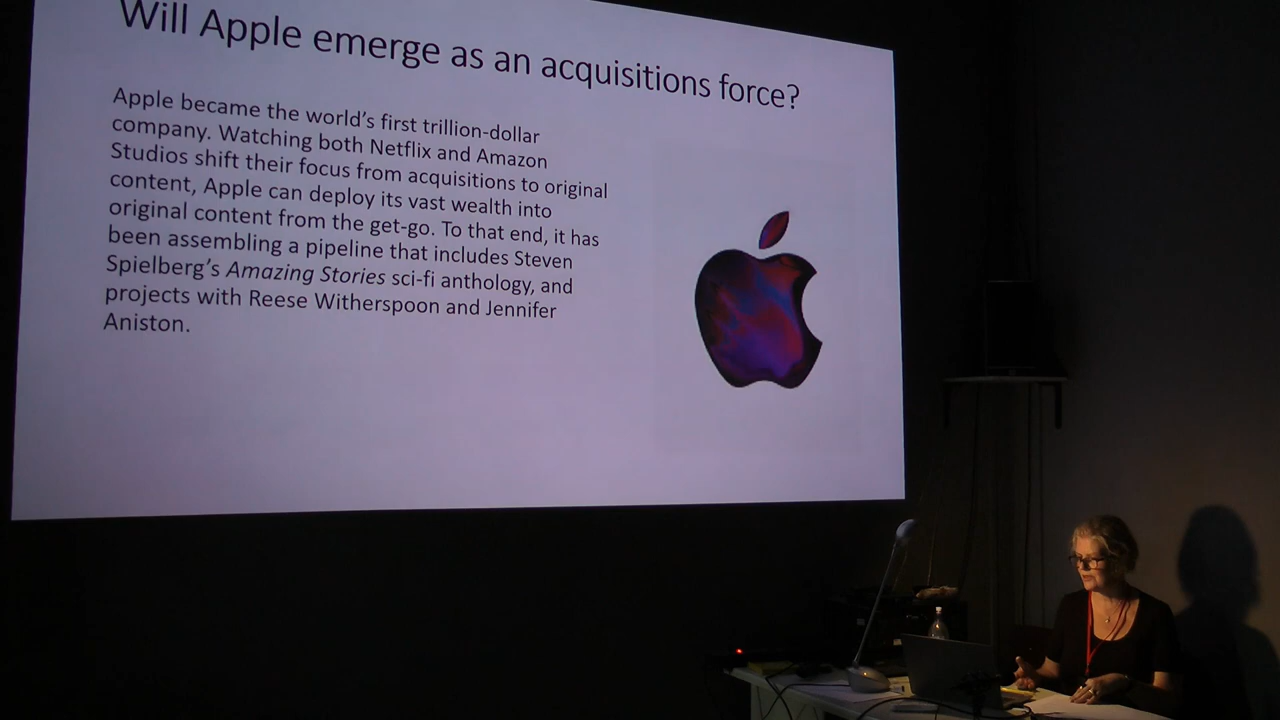 Will Apple emerge as an acquisitions force?
Apple became the world's first trillion-dollar
company. Watching both Netflix and Amazon
Studios shift their focus from acquisitions to original
content, Apple can deploy its vast wealth into
original content from the get-go. To that end, it has
been assembling a pipeline that includes Steven
Spielberg's Amazing Stories sci-fi anthology, and
projects with Reese Witherspoon and Jennifer
Aniston.